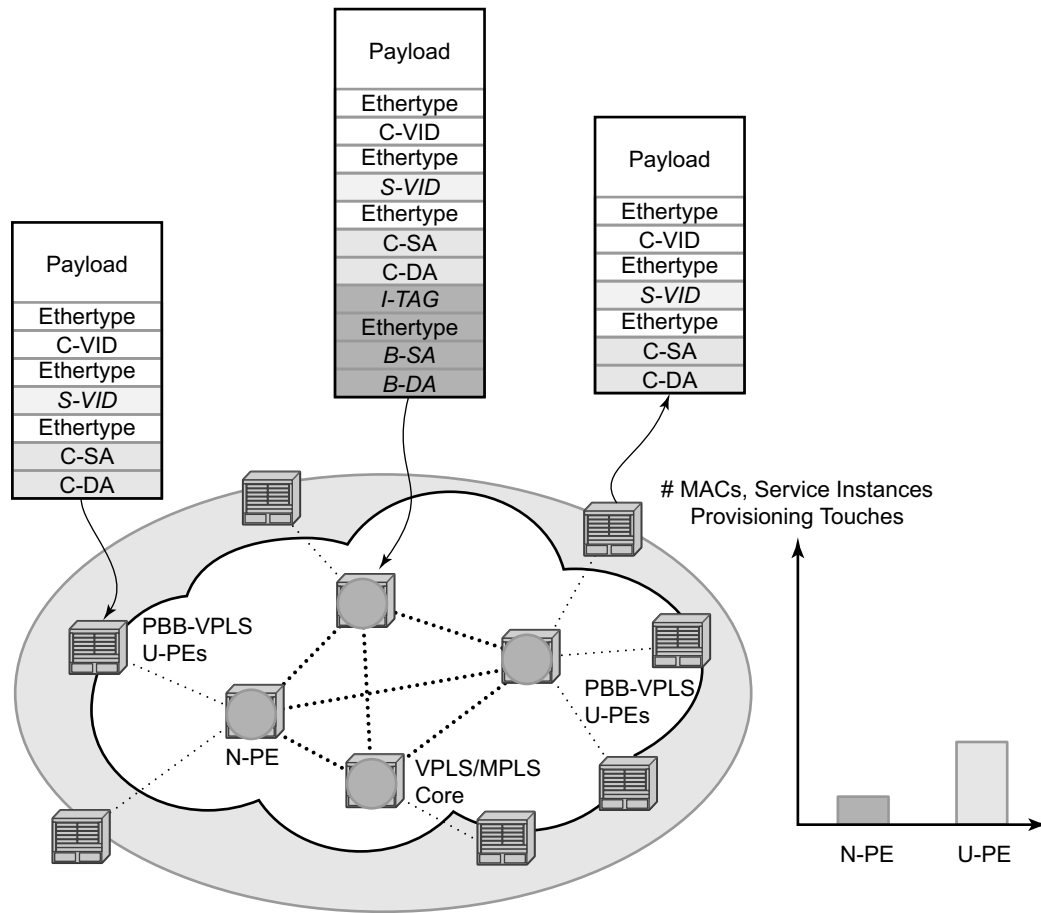 Payload
Ethertype
C-VID
Ethertype
S-VID
Ethertype
C-SA
C-DA
Payload
Ethertype
C-VID
Ethertype
S-VID
Ethertype
C-SA
C-DA
I-TAG
Ethertype
B-SA
B-DA
Payload
Ethertype
C-VID
Ethertype
S-VID
Ethertype
C-SA
C-DA
# MACs, Service Instances
Provisioning Touches
PBB-VPLS
U-PEs
PBB-VPLS
U-PEs
N-PE
VPLS/MPLS
Core
N-PE
U-PE